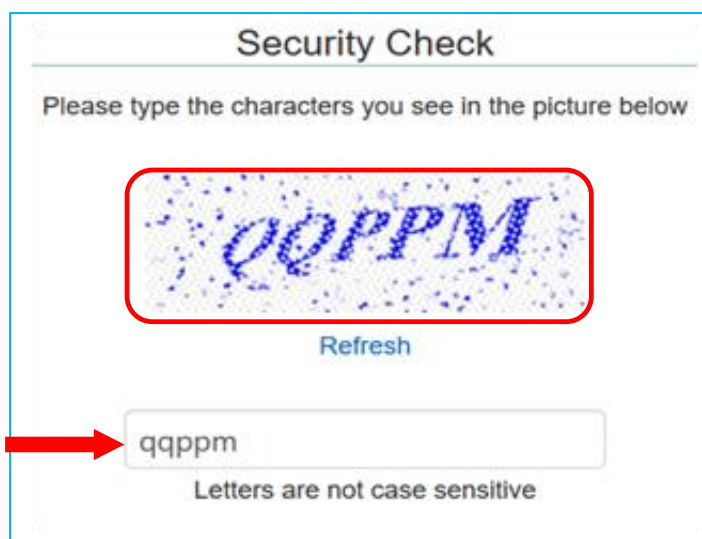 Security Check
Please type the characters you see in the picture below
QQPPM
Refresh
qqppm
Letters are not case sensitive